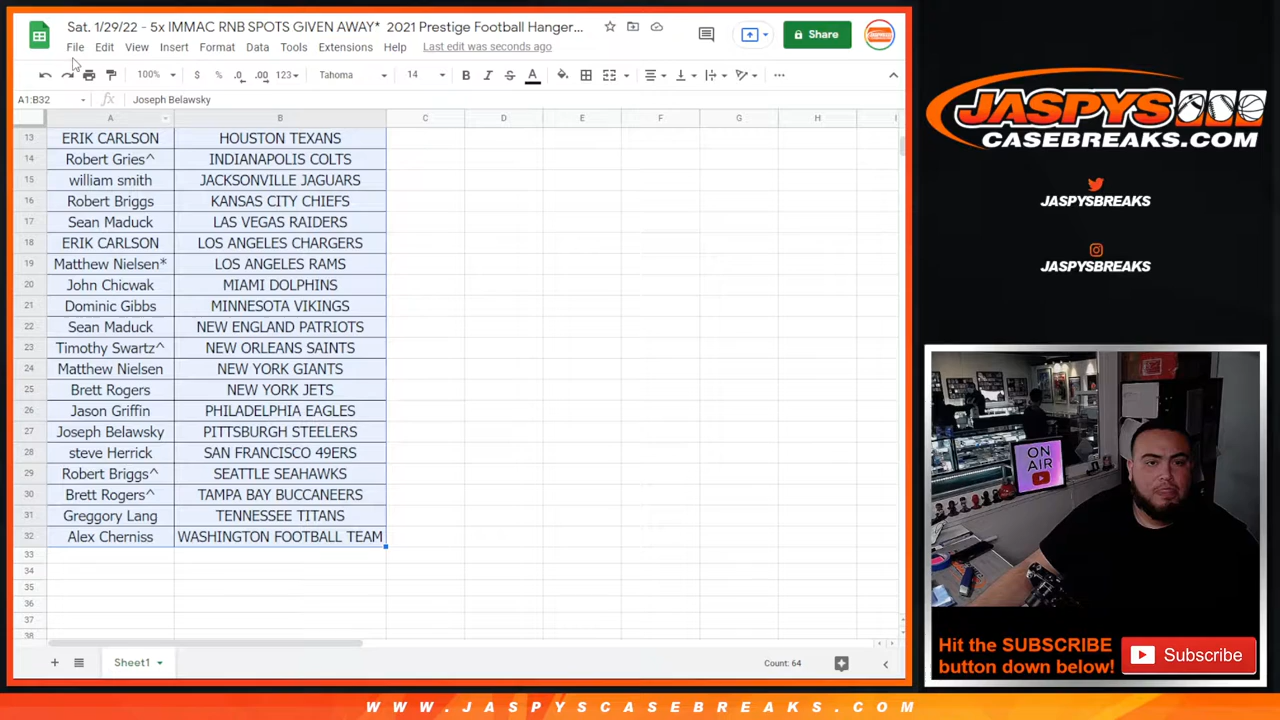 Sat. 1/29/22 - 5x IMMAC RNB SPOTS GIVEN AWAY* 2021 Prestige Football Hanger...
File Edit View Insert Format Data Tools Extensions Help Last edit was seconds ago
Share
100% $ % .0 .00 123 Tahoma 14 B I S A
A1:B32 fx Joseph Belawsky
A B C D E F G H I
13 ERIK CARLSON HOUSTON TEXANS
14 Robert Gries^ INDIANAPOLIS COLTS
15 william smith JACKSONVILLE JAGUARS
16 Robert Briggs KANSAS CITY CHIEFS
17 Sean Maduck LAS VEGAS RAIDERS
18 ERIK CARLSON LOS ANGELES CHARGERS
19 Matthew Nielsen* LOS ANGELES RAMS
20 John Chicwak MIAMI DOLPHINS
21 Dominic Gibbs MINNESOTA VIKINGS
22 Sean Maduck NEW ENGLAND PATRIOTS
23 Timothy Swartz^ NEW ORLEANS SAINTS
24 Matthew Nielsen NEW YORK GIANTS
25 Brett Rogers NEW YORK JETS
26 Jason Griffin PHILADELPHIA EAGLES
27 Joseph Belawsky PITTSBURGH STEELERS
28 steve Herrick SAN FRANCISCO 49ERS
29 Robert Briggs^ SEATTLE SEAHAWKS
30 Brett Rogers^ TAMPA BAY BUCCANEERS
31 Greggory Lang TENNESSEE TITANS
32 Alex Cherniss WASHINGTON FOOTBALL TEAM
33
34
35
36
37
38
Sheet1
Count: 64
JASPYS
CASEBREAKS.COM
JASPYSBREAKS
JASPYSBREAKS
ON
AIR
Hit the SUBSCRIBE
button down below!
Subscribe
WWW.JASPYSCASEBREAKS.COM